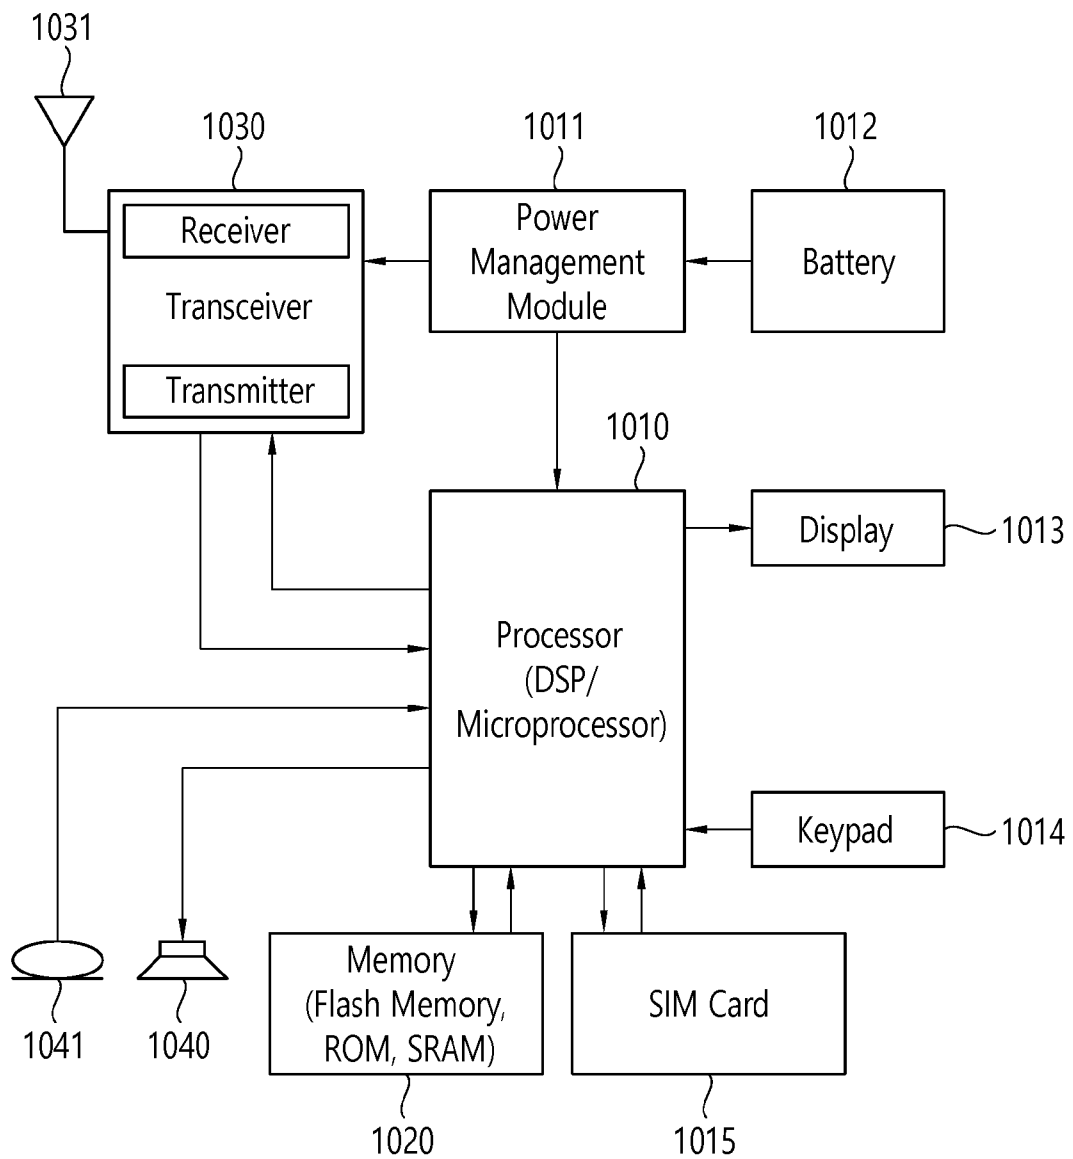 1031
1030
1011
1012
Receiver
Transceiver
Transmitter
Power
Management
Module
Battery
1010
Display
1013
Processor
(DSP/
Microprocessor)
Keypad
1014
Memory
(Flash Memory,
ROM, SRAM)
SIM Card
1041
1040
1020
1015